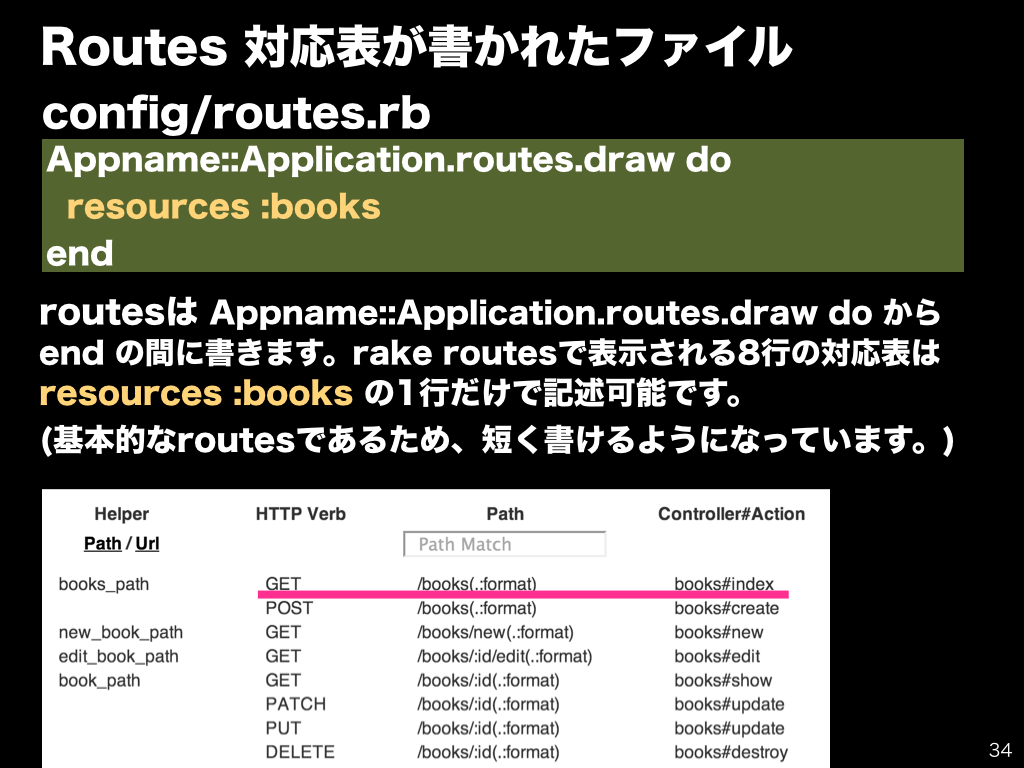 Routes 対応表が書かれたファイル
config/routes.rb
Appname::Application.routes.draw do
resources :books
end
routesは Appname::Application.routes.draw do から
end の間に書きます。rake routesで表示される8行の対応表は
resources :books の1行だけで記述可能です。
(基本的なroutesであるため、短く書けるようになっています。)
Helper HTTP Verb Path Controller#Action
Path / Url Path Match
books_path GET /books(.:format) books#index
POST /books(.:format) books#create
new_book_path GET /books/new(.:format) books#new
edit_book_path GET /books/:id/edit(.:format) books#edit
book_path GET /books/:id(.:format) books#show
PATCH /books/:id(.:format) books#update
PUT /books/:id(.:format) books#update
DELETE /books/:id(.:format) books#destroy
34